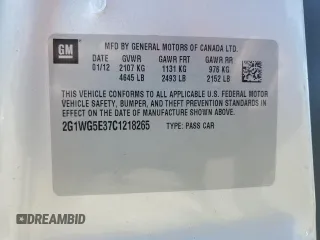 GM
MFD BY GENERAL MOTORS OF CANADA LTD.
DATE GVWR GAWR FRT GAWR RR
01/12 2107 KG 1131 KG 976 KG
4645 LB 2493 LB 2152 LB
THIS VEHICLE CONFORMS TO ALL APPLICABLE U.S. FEDERAL MOTOR
VEHICLE SAFETY, BUMPER, AND THEFT PREVENTION STANDARDS IN
EFFECT ON THE DATE OF MANUFACTURE SHOWN ABOVE.
2G1WG5E37C1218265
TYPE: PASS CAR
DREAMBID